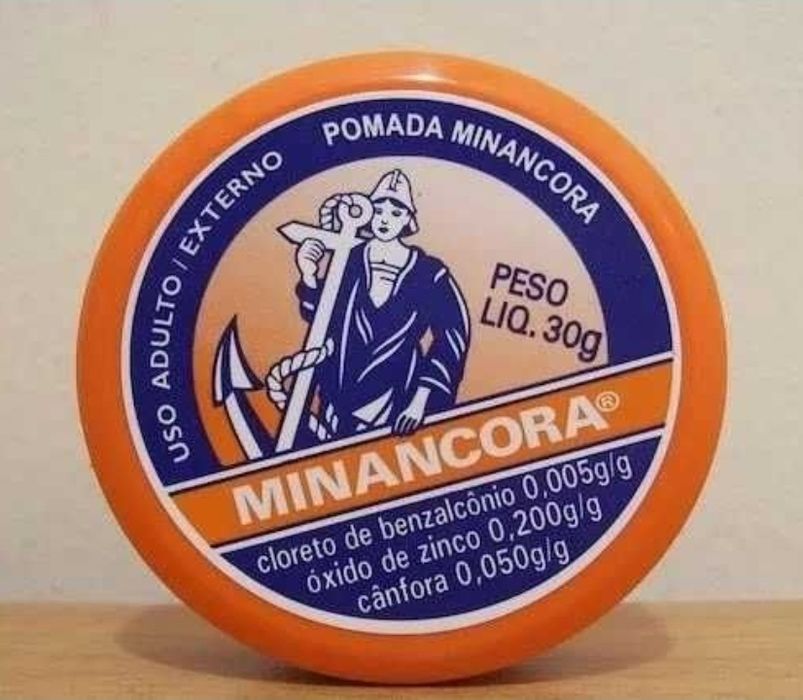 USO ADULTO / EXTERNO
POMADA MINANCORA
PESO
LIQ. 30g
MINANCORA®
cloreto de benzalcônio 0,005g/g
óxido de zinco 0,200g/g
cânfora 0,050g/g